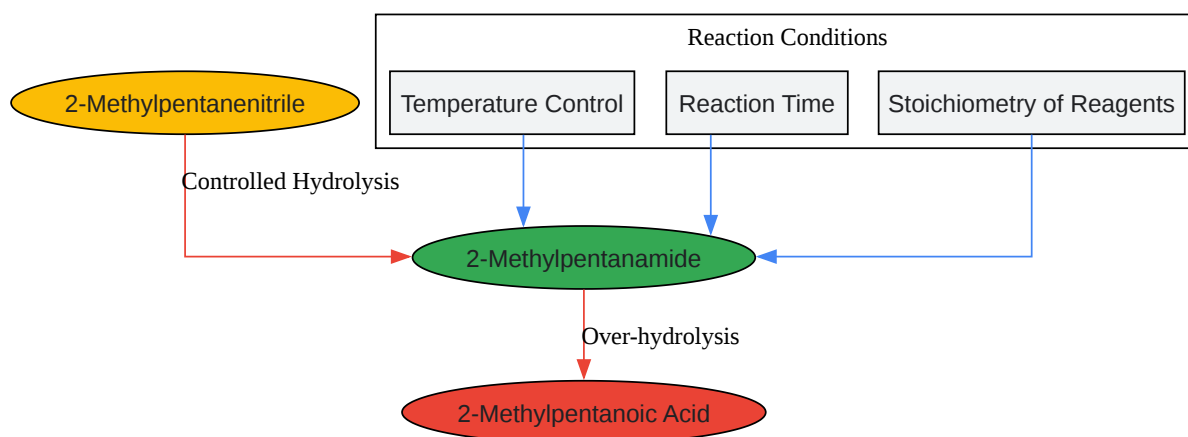 Reaction Conditions
2-Methylpentanenitrile
Temperature Control
Reaction Time
Stoichiometry of Reagents
Controlled Hydrolysis
2-Methylpentanamide
Over-hydrolysis
2-Methylpentanoic Acid